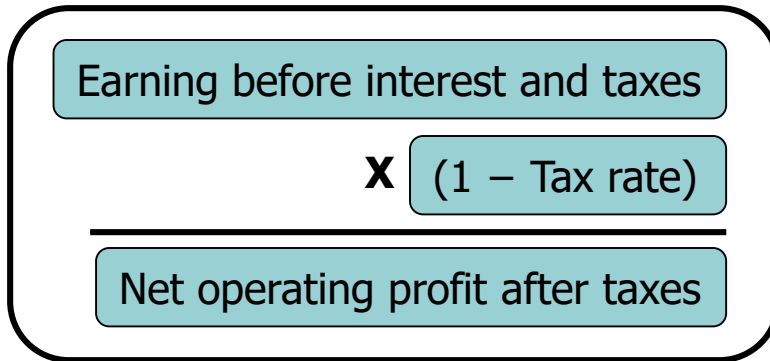 Earning before interest and taxes
X (1 – Tax rate)
Net operating profit after taxes